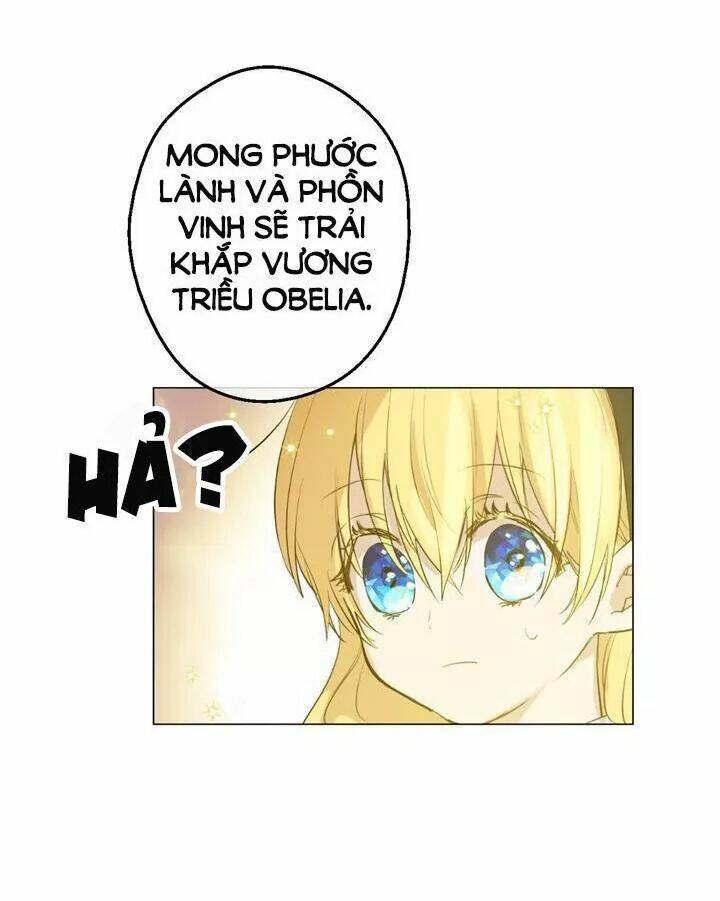 MONG PHƯỚC
LÀNH VÀ PHỒN
VINH SẼ TRẢI
KHẮP VƯƠNG
TRIỀU OBELIA.
HẢ?